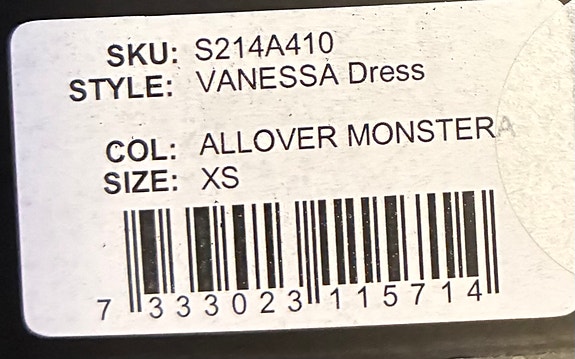 SKU: S214A410
STYLE: VANESSA Dress
COL: ALLOVER MONSTERA
SIZE: XS
7 333023 115714